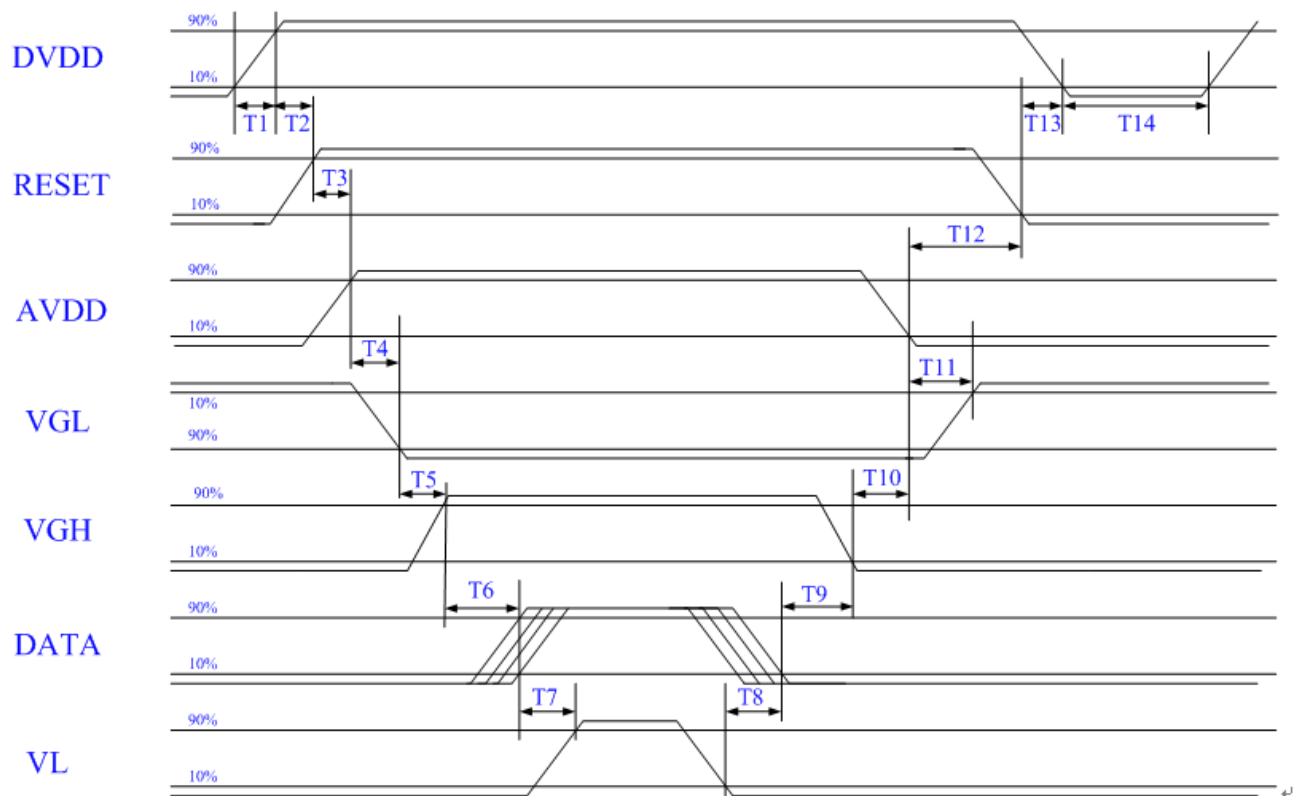 90%
DVDD
10%
T1 T2 T13 T14
90%
RESET
T3
10%
T12
90%
AVDD
10%
T4 T11
10%
VGL
90%
T5 T10
90%
VGH
10%
T6 T9
90%
DATA
10%
T7 T8
90%
VL
10%